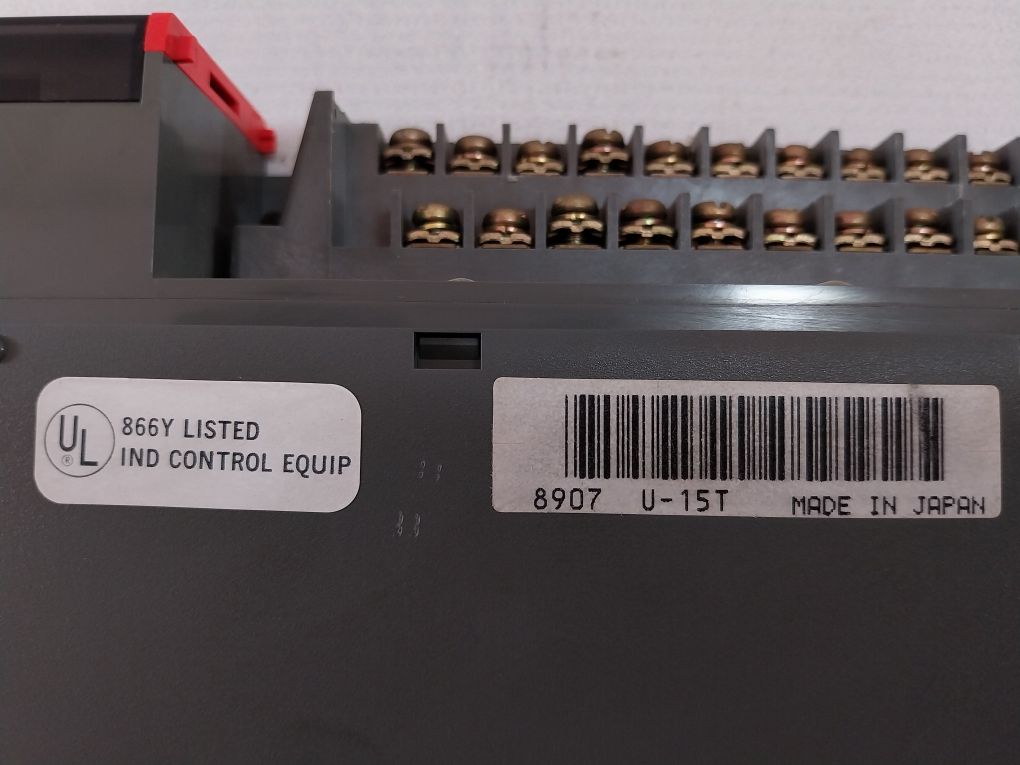 UL ® 866Y LISTED
IND CONTROL EQUIP
8907 U-15T MADE IN JAPAN